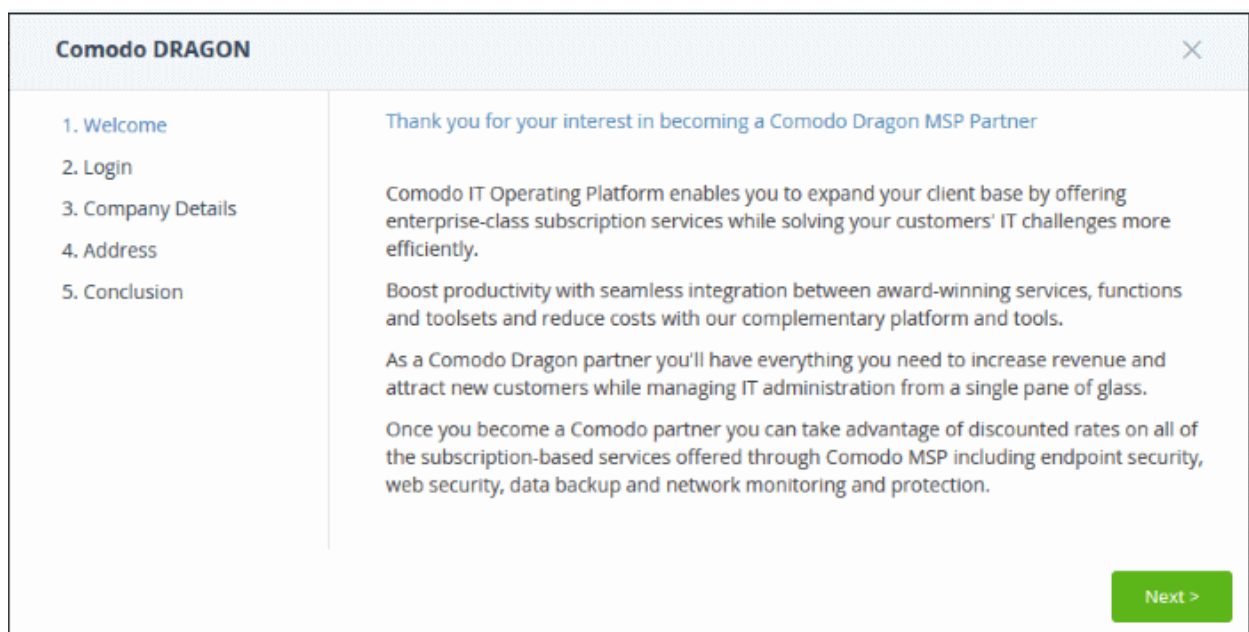 Comodo DRAGON
1. Welcome
2. Login
3. Company Details
4. Address
5. Conclusion
Thank you for your interest in becoming a Comodo Dragon MSP Partner
Comodo IT Operating Platform enables you to expand your client base by offering
enterprise-class subscription services while solving your customers' IT challenges more
efficiently.
Boost productivity with seamless integration between award-winning services, functions
and toolsets and reduce costs with our complementary platform and tools.
As a Comodo Dragon partner you'll have everything you need to increase revenue and
attract new customers while managing IT administration from a single pane of glass.
Once you become a Comodo partner you can take advantage of discounted rates on all of
the subscription-based services offered through Comodo MSP including endpoint security,
web security, data backup and network monitoring and protection.
Next >